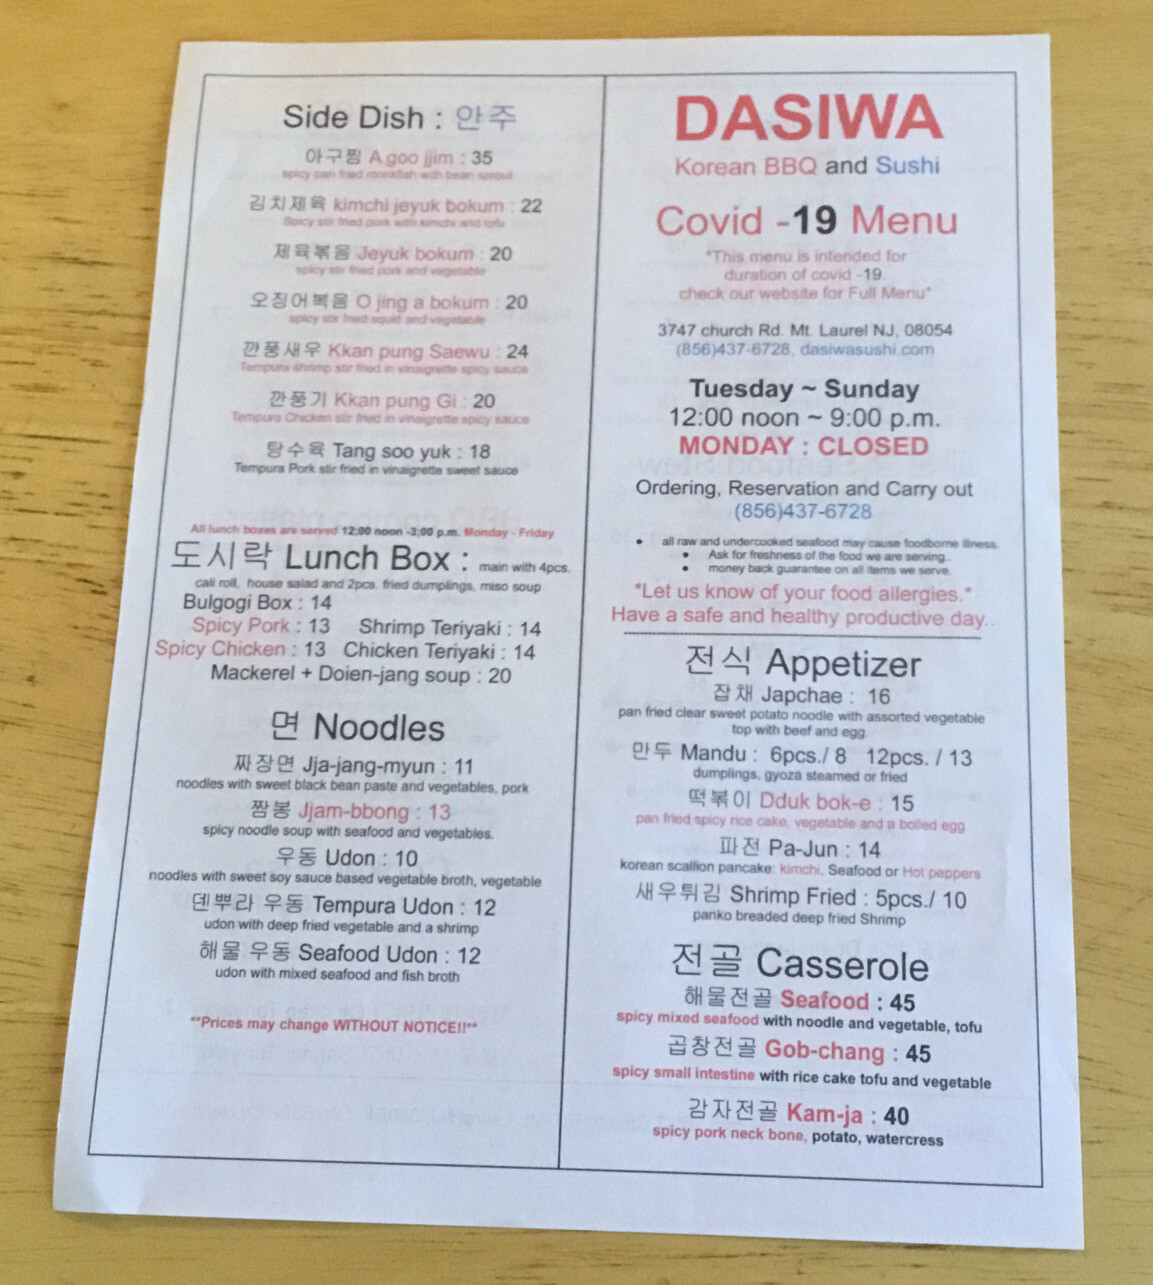 Side Dish : 안주
아구찜 A goo jjim : 35
spicy pan fried monkfish with bean sprout
김치제육 kimchi jeyuk bokum : 22
Spicy stir fried pork with kimchi and tofu
제육볶음 Jeyuk bokum : 20
spicy stir fried pork and vegetable
오징어복음 O jing a bokum : 20
spicy stir fried squid and vegetable
깐풍새우 Kkan pung Saewu : 24
Tempura shrimp stir fried in vinaigrette spicy sauce
깐풍기 Kkan pung Gi : 20
Tempura Chicken stir fried in vinaigrette spicy sauce
탕수육 Tang soo yuk : 18
Tempura Pork stir fried in vinaigrette sweet sauce
All lunch boxes are served 12;00 noon -3;00 p.m. Monday - Friday
도시락 Lunch Box : main with 4pcs.
cali roll, house salad and 2pcs. fried dumplings, miso soup
Bulgogi Box : 14
Spicy Pork : 13 Shrimp Teriyaki : 14
Spicy Chicken : 13 Chicken Teriyaki : 14
Mackerel + Doien-jang soup : 20
면 Noodles
짜장면 Jja-jang-myun : 11
noodles with sweet black bean paste and vegetables, pork
짬봉 Jjam-bbong : 13
spicy noodle soup with seafood and vegetables.
우동 Udon : 10
noodles with sweet soy sauce based vegetable broth, vegetable
덴뿌라 우동 Tempura Udon : 12
udon with deep fried vegetable and a shrimp
해물 우동 Seafood Udon : 12
udon with mixed seafood and fish broth
**Prices may change WITHOUT NOTICE!!**
DASIWA
Korean BBQ and Sushi
Covid -19 Menu
*This menu is intended for
duration of covid -19.
check our website for Full Menu*
3747 church Rd. Mt. Laurel NJ, 08054
(856)437-6728, dasiwasushi.com
Tuesday ~ Sunday
12:00 noon ~ 9:00 p.m.
MONDAY : CLOSED
Ordering, Reservation and Carry out
(856)437-6728
● all raw and undercooked seafood may cause foodborne illness.
● Ask for freshness of the food we are serving..
● money back guarantee on all items we serve.
*Let us know of your food allergies.*
Have a safe and healthy productive day..
전식 Appetizer
잡채 Japchae : 16
pan fried clear sweet potato noodle with assorted vegetable
top with beef and egg
만두 Mandu : 6pcs./ 8 12pcs. / 13
dumplings, gyoza steamed or fried
떡볶이 Dduk bok-e : 15
pan fried spicy rice cake, vegetable and a boiled egg
파전 Pa-Jun : 14
korean scallion pancake: kimchi, Seafood or Hot peppers
새우튀김 Shrimp Fried : 5pcs./ 10
panko breaded deep fried Shrimp
전골 Casserole
해물전골 Seafood : 45
spicy mixed seafood with noodle and vegetable, tofu
곱창전골 Gob-chang : 45
spicy small intestine with rice cake tofu and vegetable
감자전골 Kam-ja : 40
spicy pork neck bone, potato, watercress